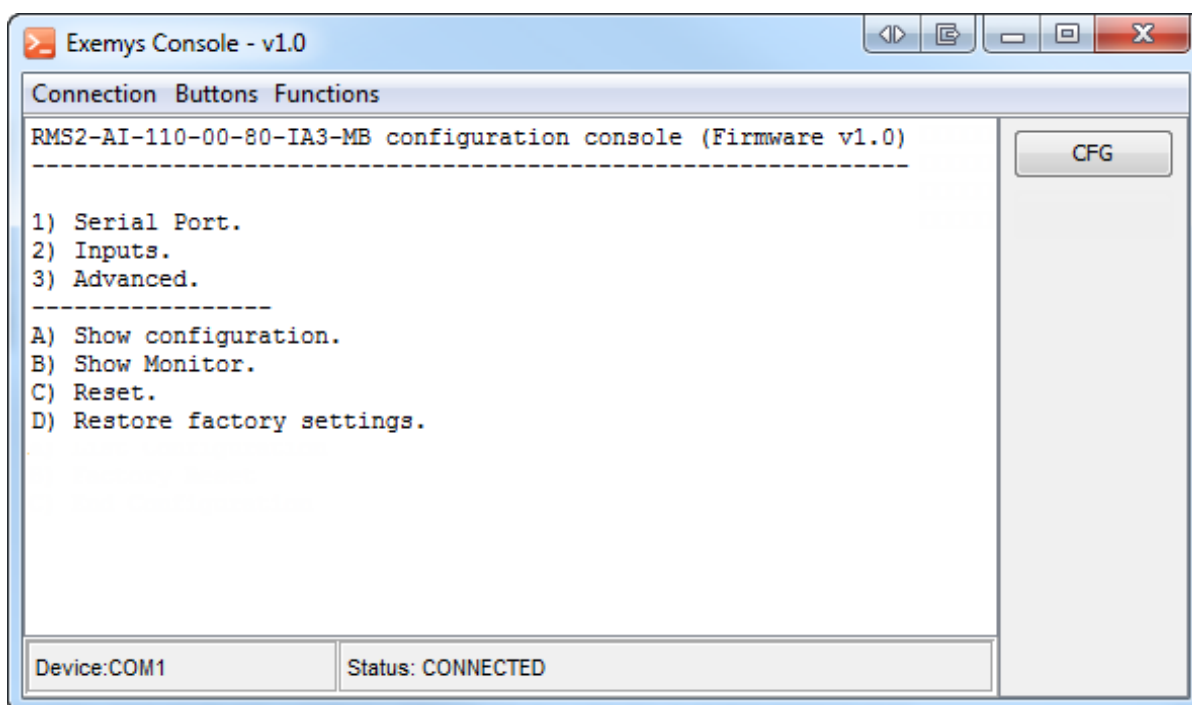 Exemys Console - v1.0
Connection Buttons Functions
RMS2-AI-110-00-80-IA3-MB configuration console (Firmware v1.0)
--------------------------------------------------------------
CFG
1) Serial Port.
2) Inputs.
3) Advanced.
-----------------
A) Show configuration.
B) Show Monitor.
C) Reset.
D) Restore factory settings.
Device:COM1
Status: CONNECTED